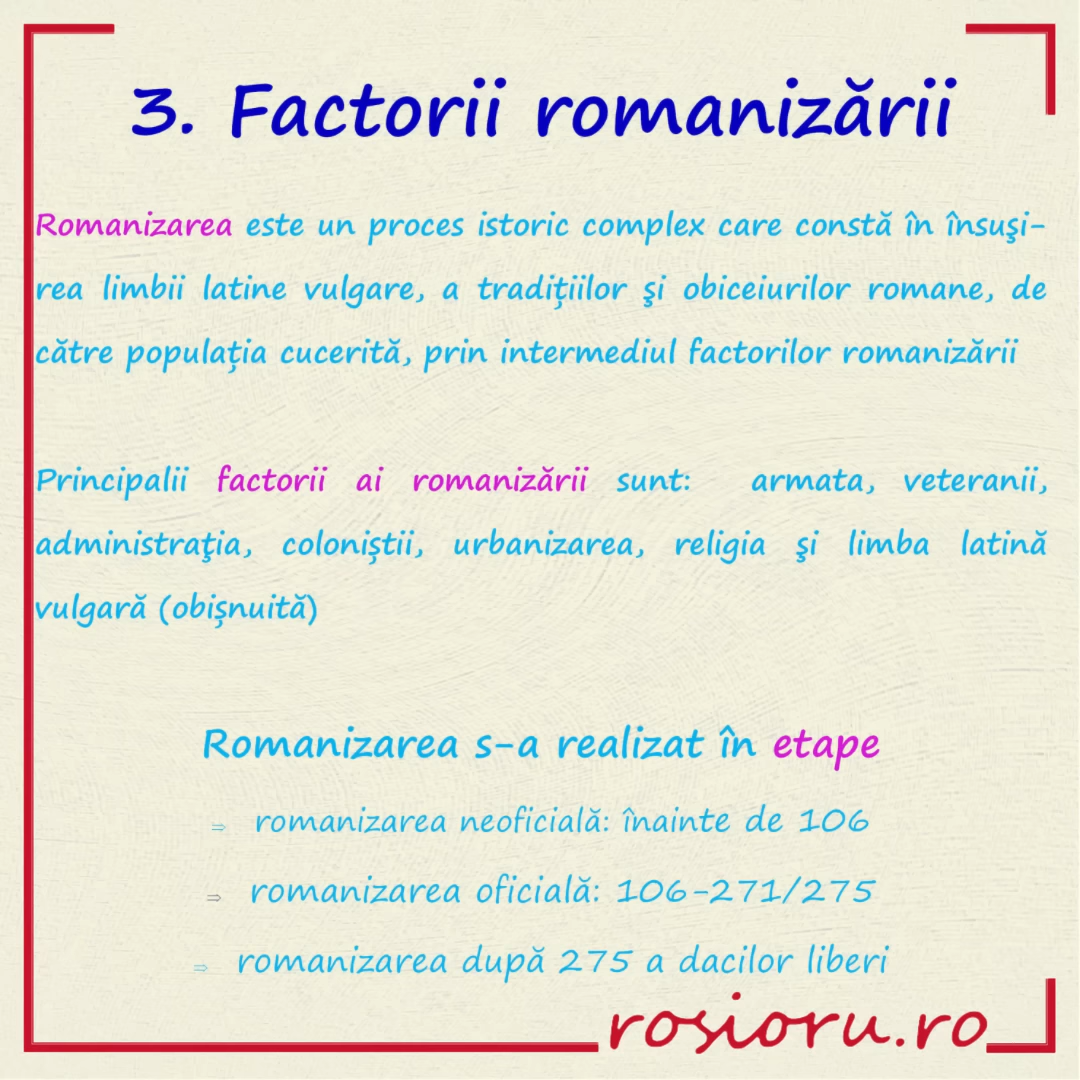 3. Factorii romanizării
Romanizarea este un proces istoric complex care constă în însuşi-
rea limbii latine vulgare, a tradițiilor şi obiceiurilor romane, de
către populația cucerită, prin intermediul factorilor romanizării
Principalii factorii ai romanizării sunt: armata, veteranii,
administraţia, coloniștii, urbanizarea, religia şi limba latină
vulgară (obișnuită)
Romanizarea s-a realizat în etape
⇒ romanizarea neoficială: înainte de 106
⇒ romanizarea oficială: 106-271/275
⇒ romanizarea după 275 a dacilor liberi
rosioru.ro